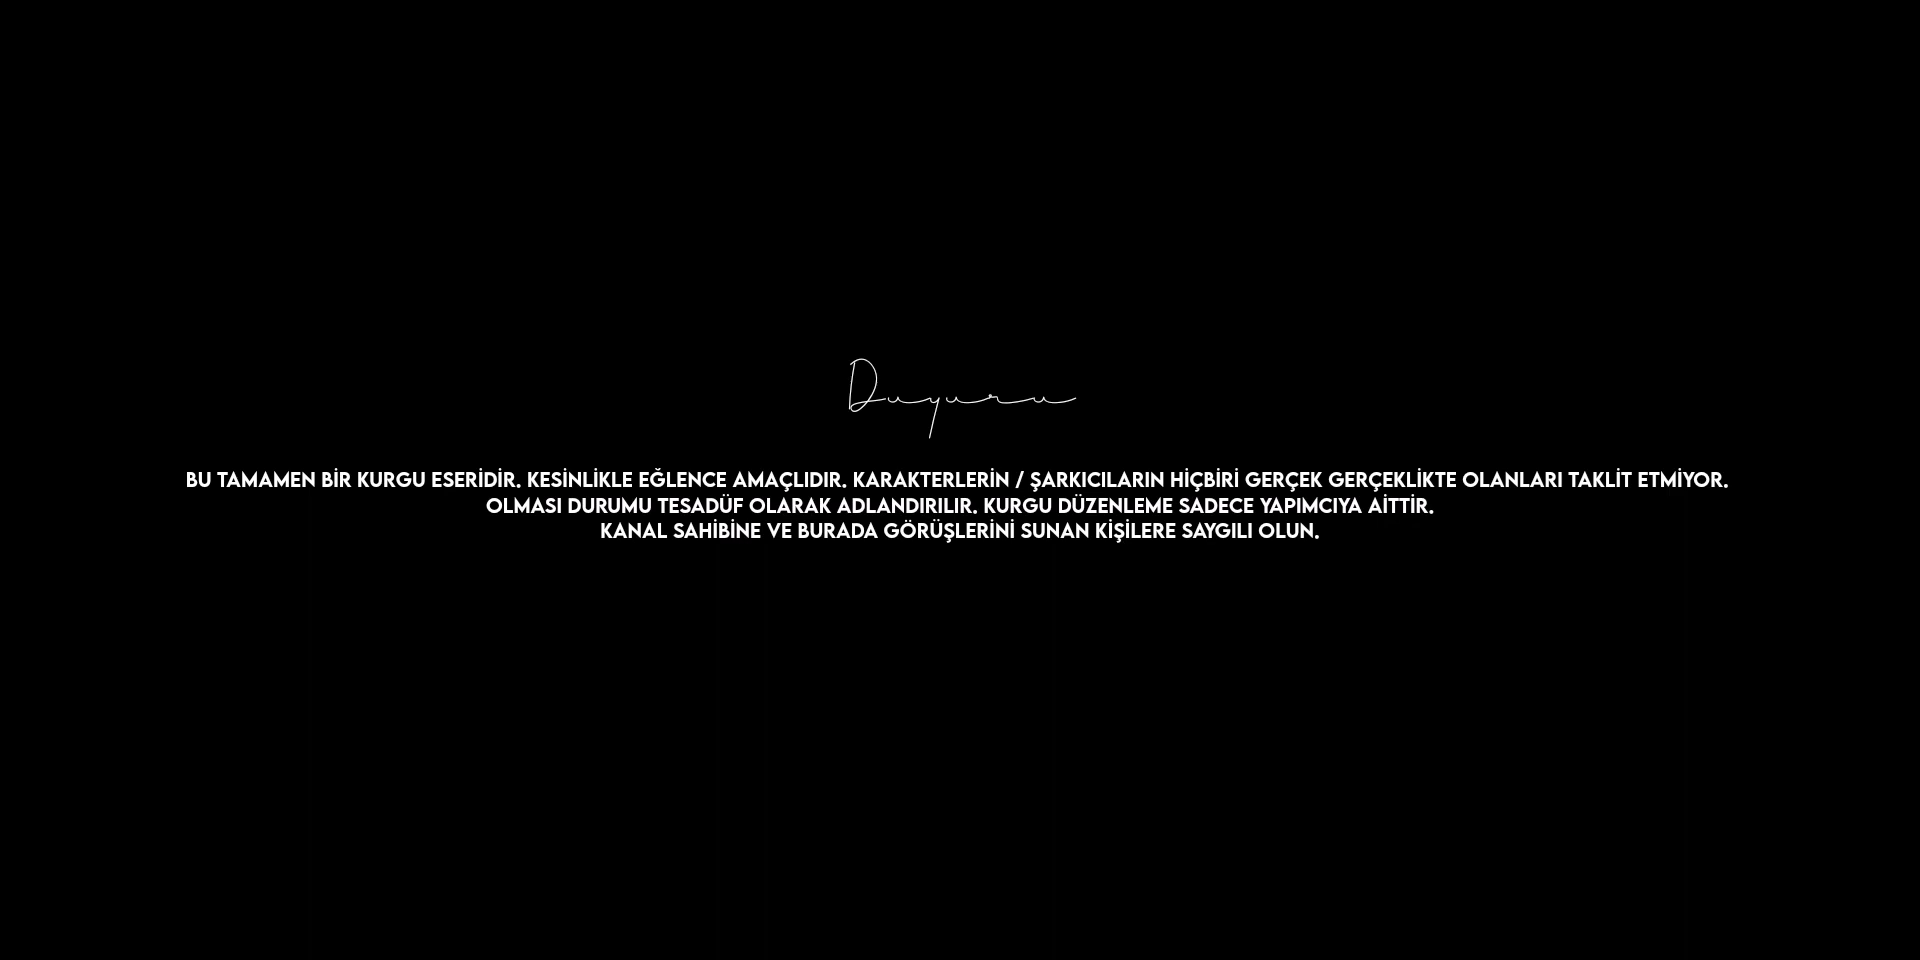 Duyuru
BU TAMAMEN BİR KURGU ESERİDİR. KESİNLİKLE EĞLENCE AMAÇLIDIR. KARAKTERLERİN / ŞARKICILARIN HİÇBİRİ GERÇEK GERÇEKLİKTE OLANLARI TAKLİT ETMİYOR.
OLMASI DURUMU TESADÜF OLARAK ADLANDIRILIR. KURGU DÜZENLEME SADECE YAPIMCIYA AİTTİR.
KANAL SAHİBİNE VE BURADA GÖRÜŞLERİNİ SUNAN KİŞİLERE SAYGILI OLUN.